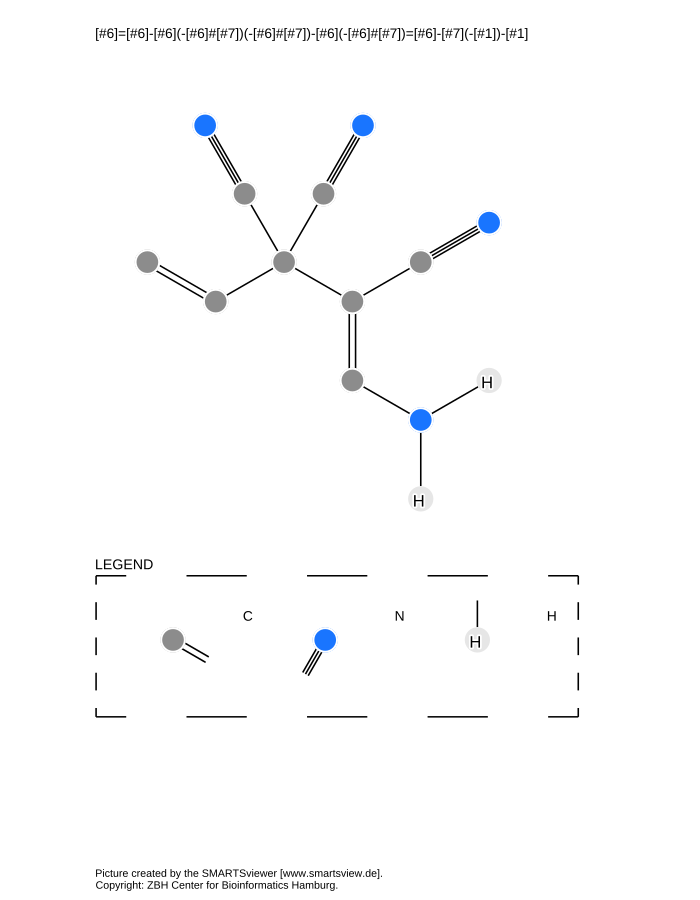 [#6]=[#6]-[#6](-[#6]#[#7])(-[#6]#[#7])-[#6](-[#6]#[#7])=[#6]-[#7](-[#1])-[#1]
H
H
LEGEND
C N H
H
Picture created by the SMARTSviewer [www.smartsview.de].
Copyright: ZBH Center for Bioinformatics Hamburg.